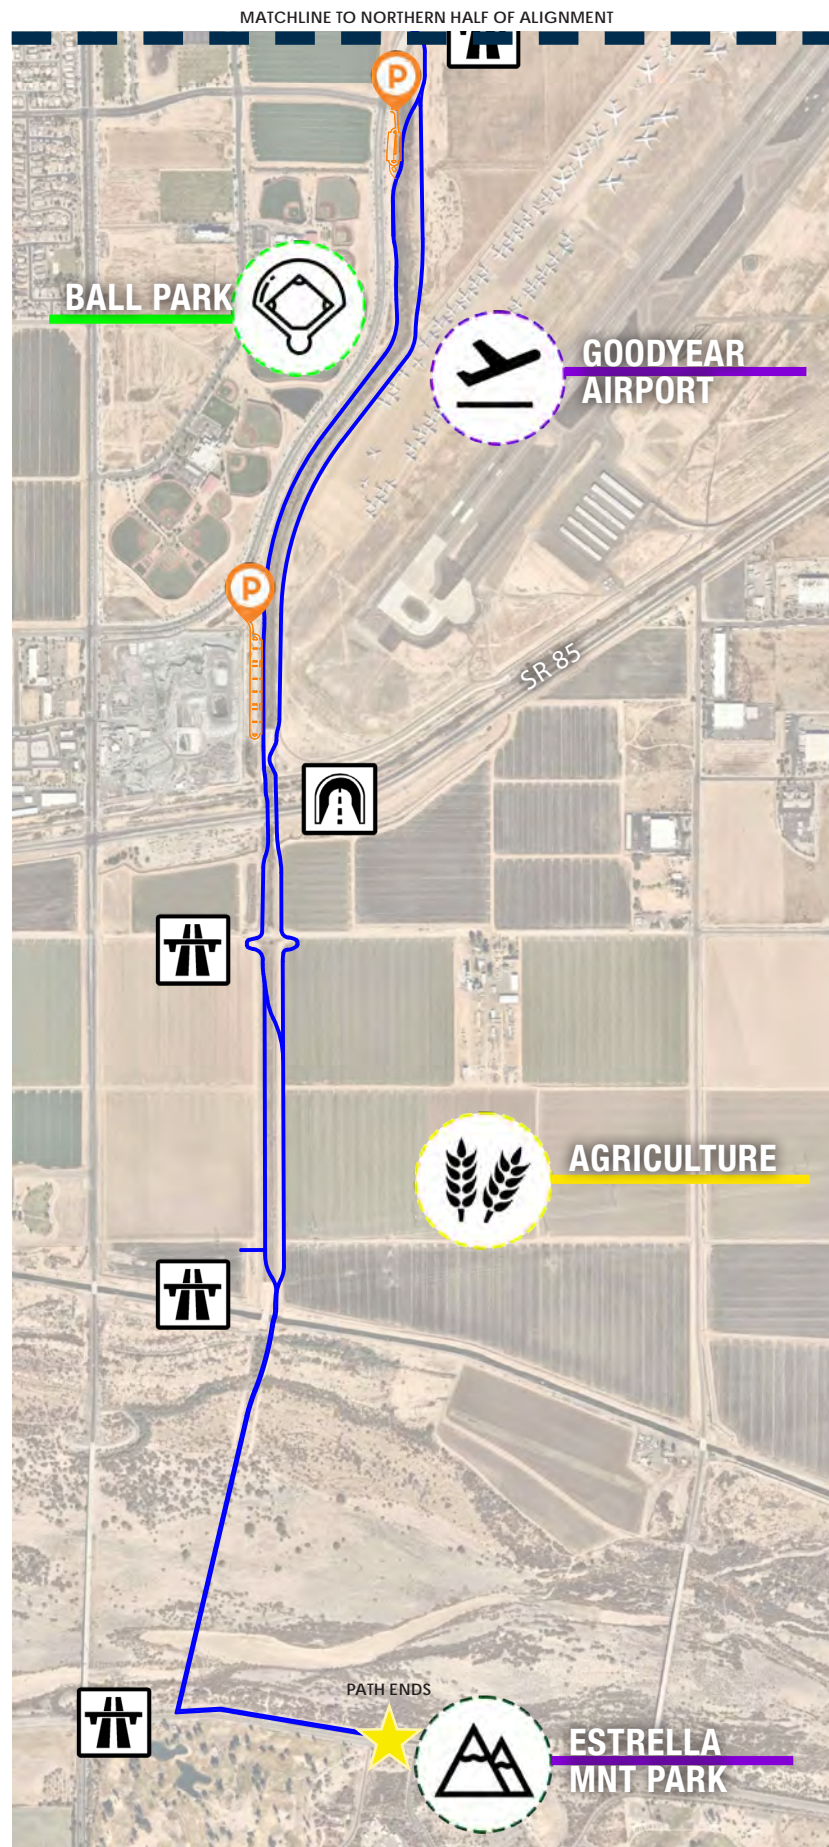 MATCHLINE TO NORTHERN HALF OF ALIGNMENT
P
BALL PARK
GOODYEAR
AIRPORT
P
SR 85
AGRICULTURE
PATH ENDS
ESTRELLA
MNT PARK